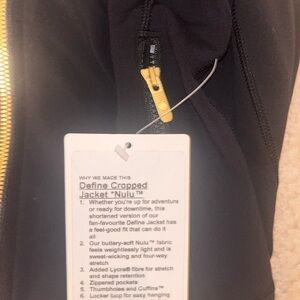 WHY WE MADE THIS
Define Cropped
Jacket *Nulu™
1. Whether you're up for adventure
or ready for downtime, this
shortened version of our
fan-favourite Define Jacket has
a feel-good fit that can do it
all
2. Our buttery-soft Nulu™ fabric
feels weightlessly light and is
sweat-wicking and four-way
stretch
3. Added Lycra® fibre for stretch
and shape retention
4. Zippered pockets
5. Thumbholes and Cuffins™
6. Locker loop for easy hanging